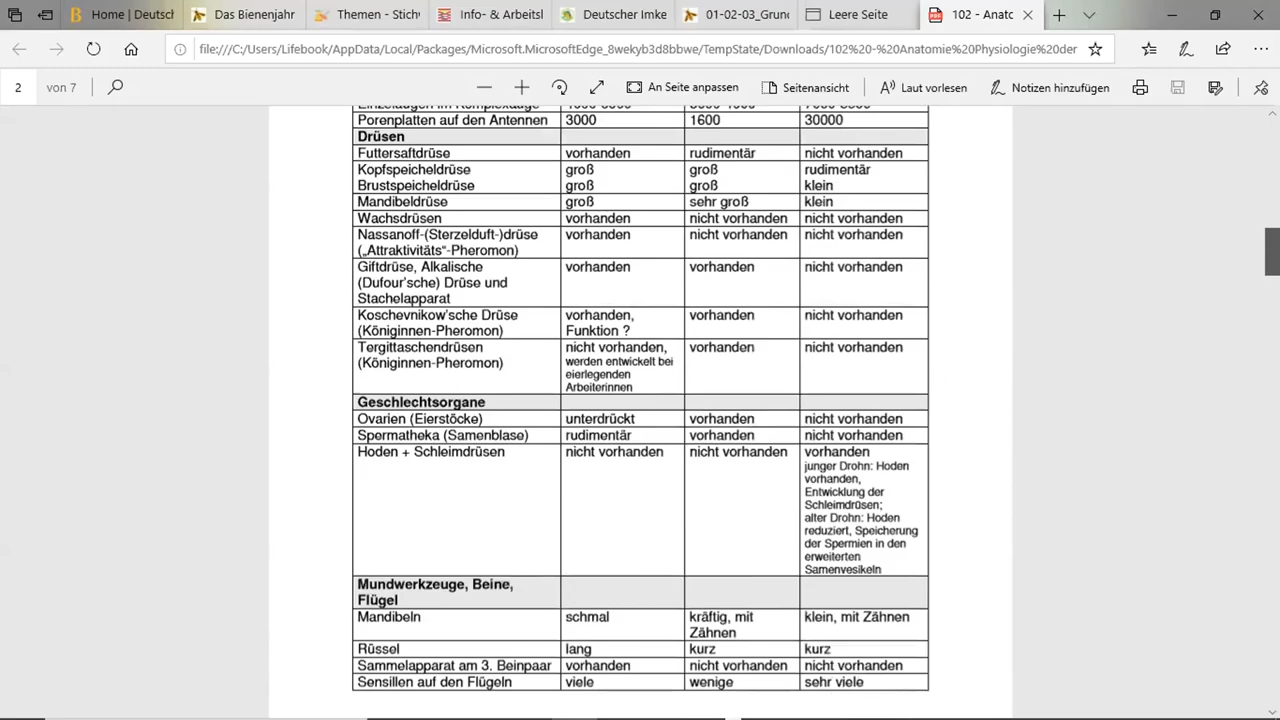 Home | Deutsch
Das Bienenjahr
Themen - Stich
Info- & Arbeitsl
Deutscher Imke
01-02-03_Grund
Leere Seite
102 - Anato
file:///C:/Users/Lifebook/AppData/Local/Packages/Microsoft.MicrosoftEdge_8wekyb3d8bbwe/TempState/Downloads/102%20-%20Anatomie%20Physiologie%20der
2 von 7
An Seite anpassen
Seitenansicht
Laut vorlesen
Notizen hinzufügen
Einzelaugen im Komplexauge
Porenplatten auf den Antennen 3000 1600 30000
Drüsen
Futtersaftdrüse vorhanden rudimentär nicht vorhanden
Kopfspeicheldrüse groß groß rudimentär
Brustspeicheldrüse groß groß klein
Mandibeldrüse groß sehr groß klein
Wachsdrüsen vorhanden nicht vorhanden nicht vorhanden
Nassanoff-(Sterzelduft-)drüse vorhanden nicht vorhanden nicht vorhanden
(„Attraktivitäts“-Pheromon)
Giftdrüse, Alkalische vorhanden vorhanden nicht vorhanden
(Dufour'sche) Drüse und
Stachelapparat
Koschevnikow'sche Drüse vorhanden, vorhanden nicht vorhanden
(Königinnen-Pheromon) Funktion ?
Tergittaschendrüsen nicht vorhanden, vorhanden nicht vorhanden
(Königinnen-Pheromon) werden entwickelt bei
eierlegenden
Arbeiterinnen
Geschlechtsorgane
Ovarien (Eierstöcke) unterdrückt vorhanden nicht vorhanden
Spermatheka (Samenblase) rudimentär vorhanden nicht vorhanden
Hoden + Schleimdrüsen nicht vorhanden nicht vorhanden vorhanden
junger Drohn: Hoden
vorhanden,
Entwicklung der
Schleimdrüsen;
alter Drohn: Hoden
reduziert, Speicherung
der Spermien in den
erweiterten
Samenvesikeln
Mundwerkzeuge, Beine,
Flügel
Mandibeln schmal kräftig, mit klein, mit Zähnen
Zähnen
Rüssel lang kurz kurz
Sammelapparat am 3. Beinpaar vorhanden nicht vorhanden nicht vorhanden
Sensillen auf den Flügeln viele wenige sehr viele